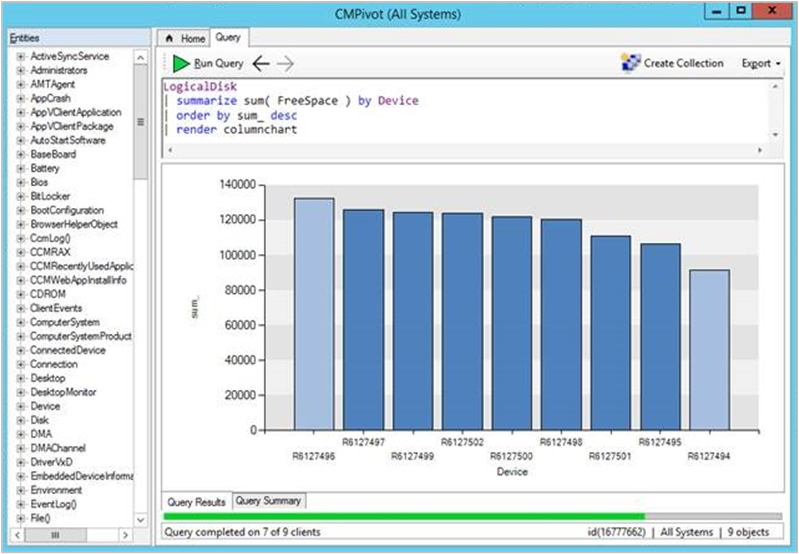 CMPivot (All Systems)
Entities
ActiveSyncService
Administrators
AMTAgent
AppCrash
AppVClientApplication
AppVClientPackage
AutoStartSoftware
BaseBoard
Battery
Bios
BitLocker
BootConfiguration
BrowserHelperObject
CcmLog()
CCMRAX
CCMRecentlyUsedApplic
CCMWebAppInstallInfo
CDROM
ClientEvents
ComputerSystem
ComputerSystemProduct
ConnectedDevice
Connection
Desktop
DesktopMonitor
Device
Disk
DMA
DMAChannel
DriverVxD
EmbeddedDeviceInforma
Environment
EventLog()
File()
Home Query
Run Query Create Collection Export
LogicalDisk
| summarize sum( FreeSpace ) by Device
| order by sum_ desc
| render columnchart
140000
120000
100000
80000
60000
40000
20000
0
sum_
R6127497 R6127502 R6127498 R6127495
R6127496 R6127499 R6127500 R6127501 R6127494
Device
Query Results Query Summary
Query completed on 7 of 9 clients id(16777662) | All Systems | 9 objects